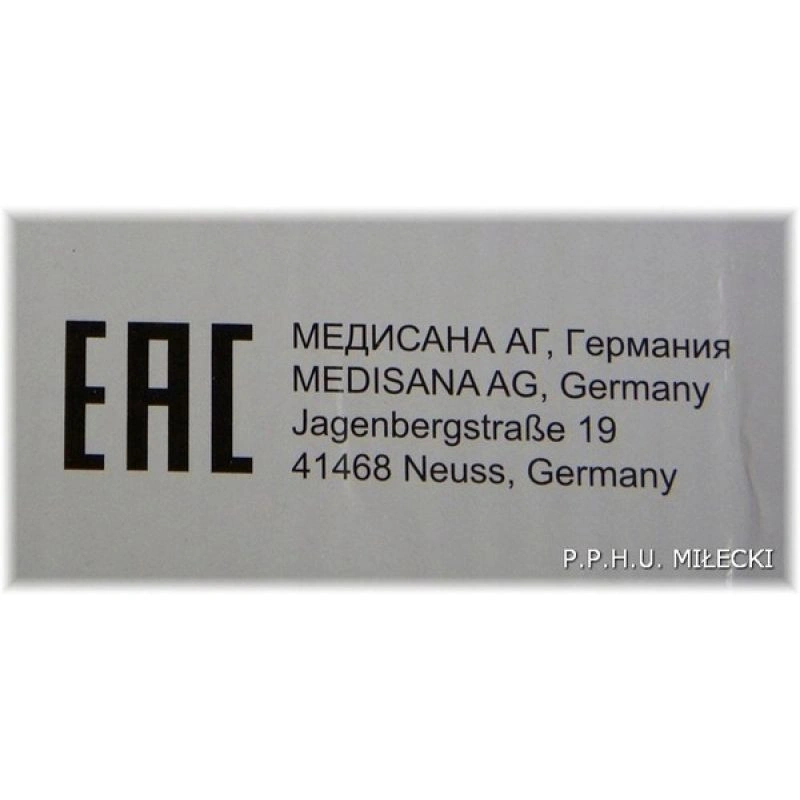 EAC
МЕДИСАНА АГ, Германия
MEDISANA AG, Germany
Jagenbergstraße 19
41468 Neuss, Germany
P.P.H.U. MIŁECKI